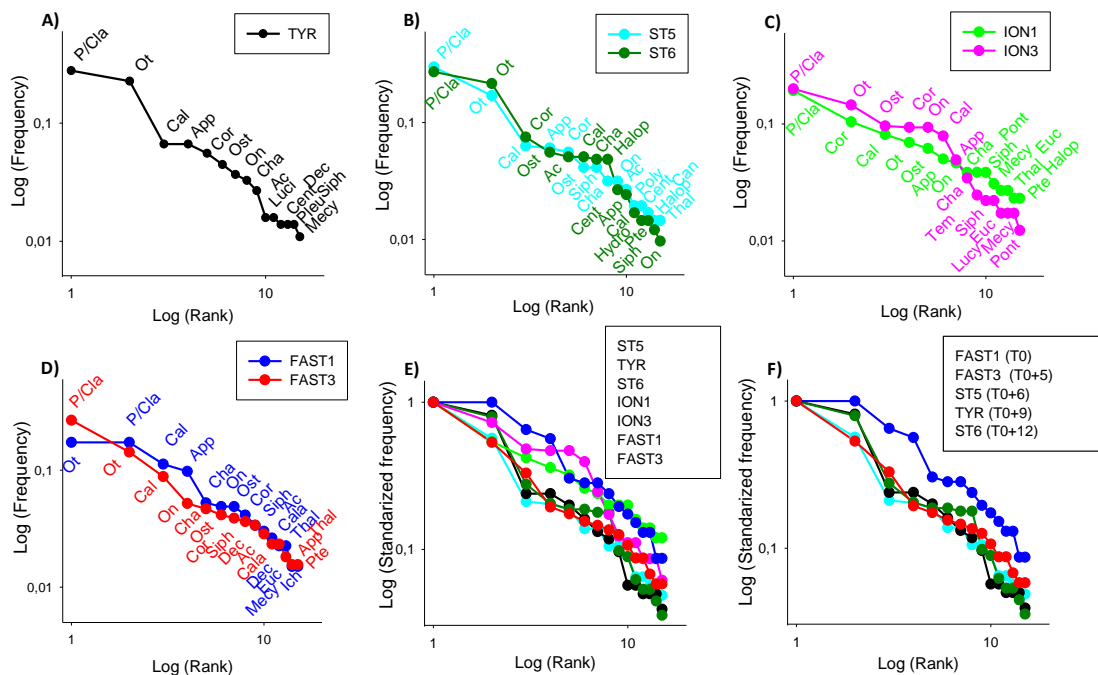 A)
TYR
P/Cla
Ot
Cal
App
Cor
Ost
On
Cha
Ac
Luci
Cent
Dec
Pleu
Siph
Mecy
Log (Frequency)
0,1
0,01
1
10
Log (Rank)
B)
ST5
ST6
P/Cla
P/Cla
Ot
Ot
Cor
App
Cor
Cal
Cha
Halop
Cal
Ost
Ac
Ost
Siph
Cha
On
Ac
Poly
Cent
Can
Halop
Thal
Cent
App
Cal
Hydro
Pte
Siph
On
Log (Frequency)
0,1
0,01
1
10
Log (Rank)
C)
ION1
ION3
P/Cla
P/Cla
Ot
Ost
Cor
On
Cal
App
Cor
Cal
Ot
Ost
App
On
Cha
Pont
Siph
Mecy
Euc
Thal
Halop
Pte
Cha
Tem
Siph
Euc
Lucy
Mecy
Pont
Log (Frequency)
0,1
0,01
1
10
Log (Rank)
D)
FAST1
FAST3
P/Cla
P/Cla
Ot
Ot
Cal
App
Cal
On
Cha
On
Ost
Cor
Siph
Ac
Cala
Thal
Cha
Ost
Cor
Siph
Dec
Ac
Cala
App
Thal
Pte
Dec
Euc
Mecy
Ich
Log (Frequency)
0,1
0,01
1
10
Log (Rank)
E)
ST5
TYR
ST6
ION1
ION3
FAST1
FAST3
Log (Standarized frequency)
1
0,1
1
10
Log (Rank)
F)
FAST1 (T0)
FAST3 (T0+5)
ST5 (T0+6)
TYR (T0+9)
ST6 (T0+12)
Log (Standarized frequency)
1
0,1
1
10
Log (Rank)